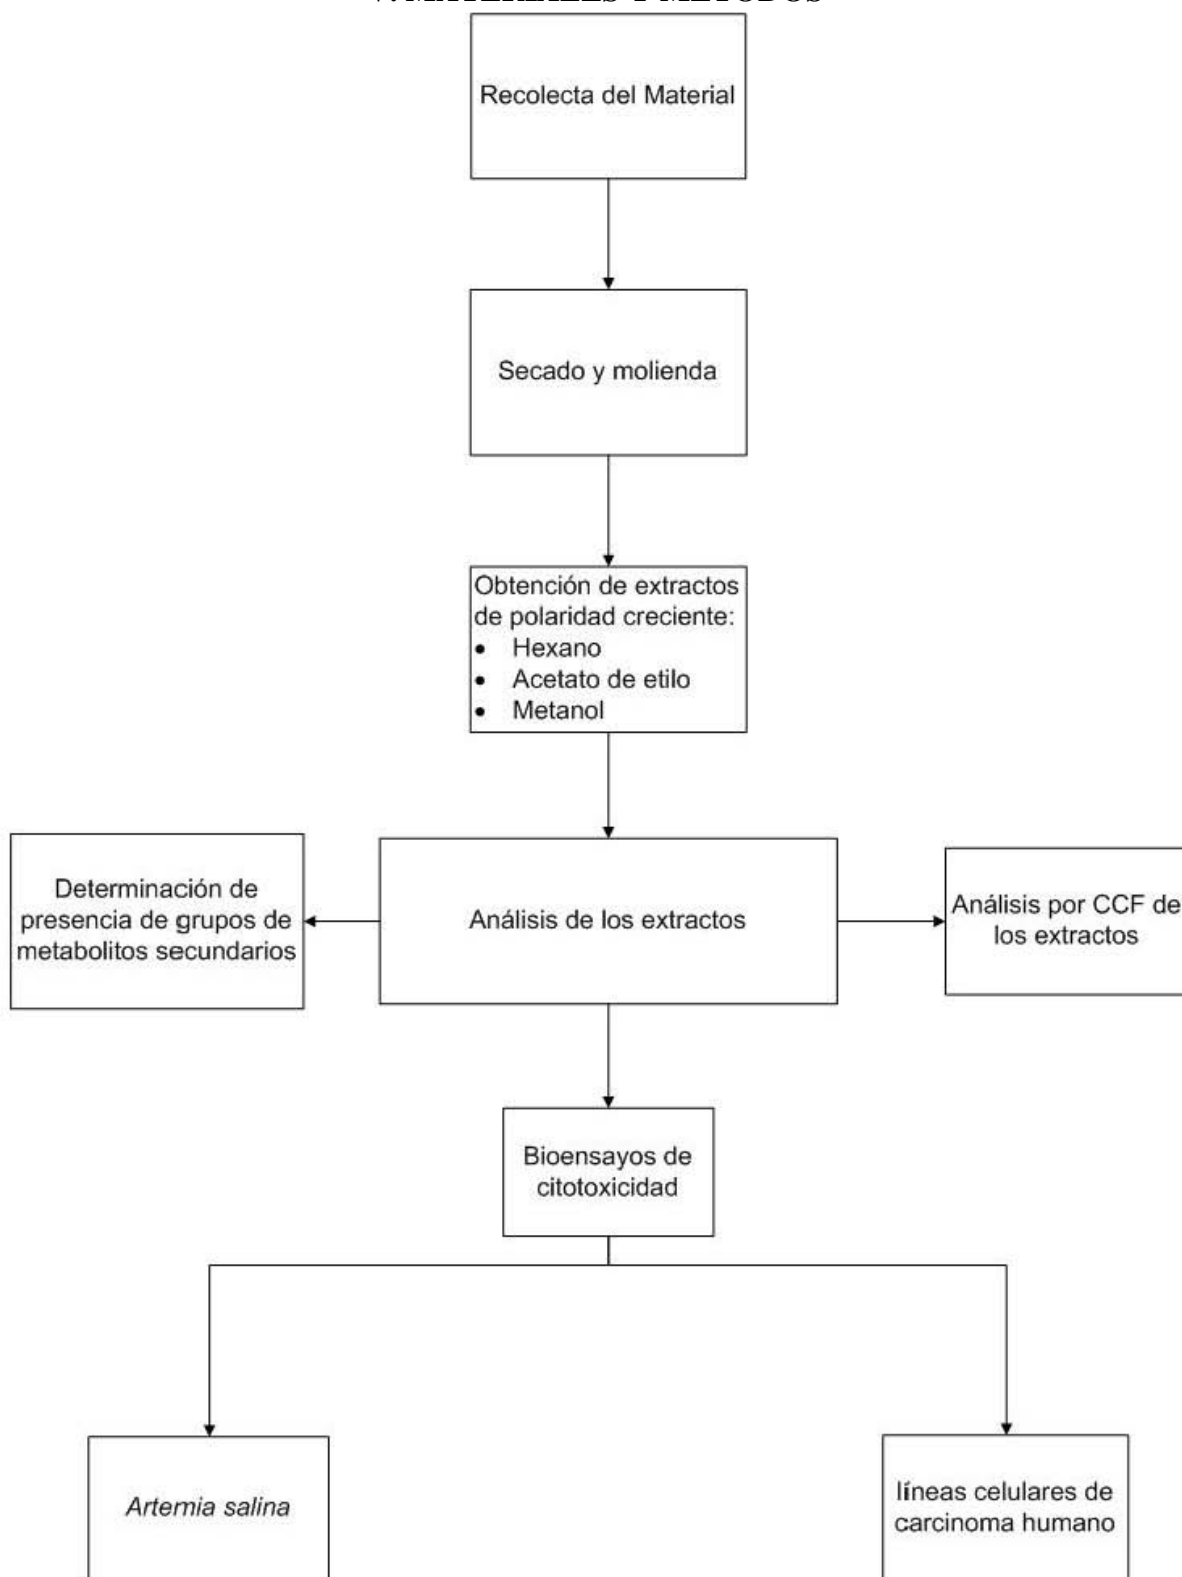 Recolecta del Material
Secado y molienda
Obtención de extractos
de polaridad creciente:
• Hexano
• Acetato de etilo
• Metanol
Determinación de
presencia de grupos de
metabolitos secundarios
Análisis de los extractos
Análisis por CCF de
los extractos
Bioensayos de
citotoxicidad
Artemia salina
líneas celulares de
carcinoma humano